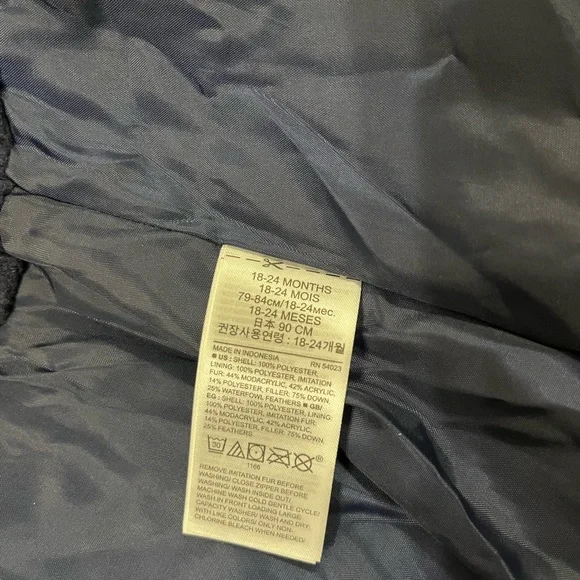 18-24 MONTHS
18-24 MOIS
79-84см/18-24мес.
18-24 MESES
日本 90 CM
권장사용연령 : 18-24개월
MADE IN INDONESIA RN 54023
■ US : SHELL: 100% POLYESTER,
LINING: 100% POLYESTER, IMITATION
FUR: 44% MODACRYLIC, 42% ACRYLIC,
14% POLYESTER, FILLER: 75% DOWN,
25% WATERFOWL FEATHERS ■ GB/
EG : SHELL: 100% POLYESTER, LINING:
100% POLYESTER, IMITATION FUR:
44% MODACRYLIC, 42% ACRYLIC,
14% POLYESTER, FILLER: 75% DOWN,
25% FEATHERS.
30
1166
REMOVE IMITATION FUR BEFORE
WASHING/ CLOSE ZIPPER BEFORE
WASHING/ WASH INSIDE OUT/
MACHINE WASH COLD GENTLE CYCLE/
WASH IN FRONT LOADING LARGE
CAPACITY WASHER/ WASH AND DRY
WITH LIKE COLORS/ ONLY NON-
CHLORINE BLEACH WHEN NEEDED/